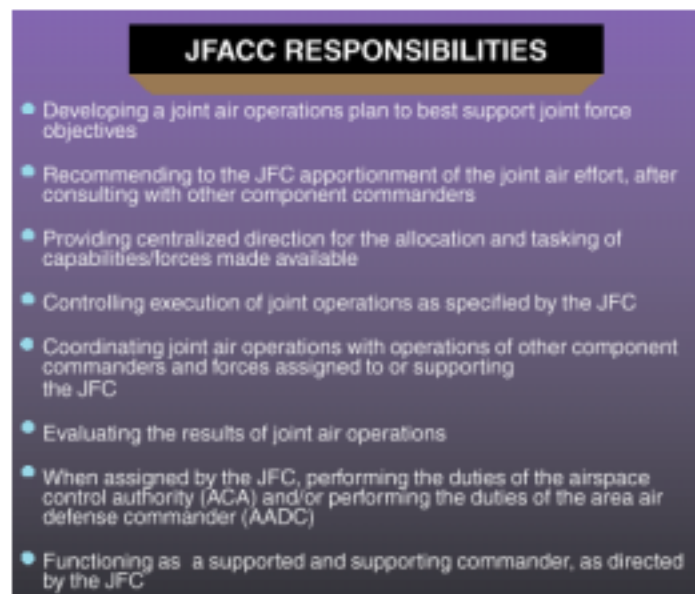 JFACC RESPONSIBILITIES
Developing a joint air operations plan to best support joint force
objectives
Recommending to the JFC apportionment of the joint air effort, after
consulting with other component commanders
Providing centralized direction for the allocation and tasking of
capabilities/forces made available
Controlling execution of joint operations as specified by the JFC
Coordinating joint air operations with operations of other component
commanders and forces assigned to or supporting
the JFC
Evaluating the results of joint air operations
When assigned by the JFC, performing the duties of the airspace
control authority (ACA) and/or performing the duties of the area air
defense commander (AADC)
Functioning as a supported and supporting commander, as directed
by the JFC